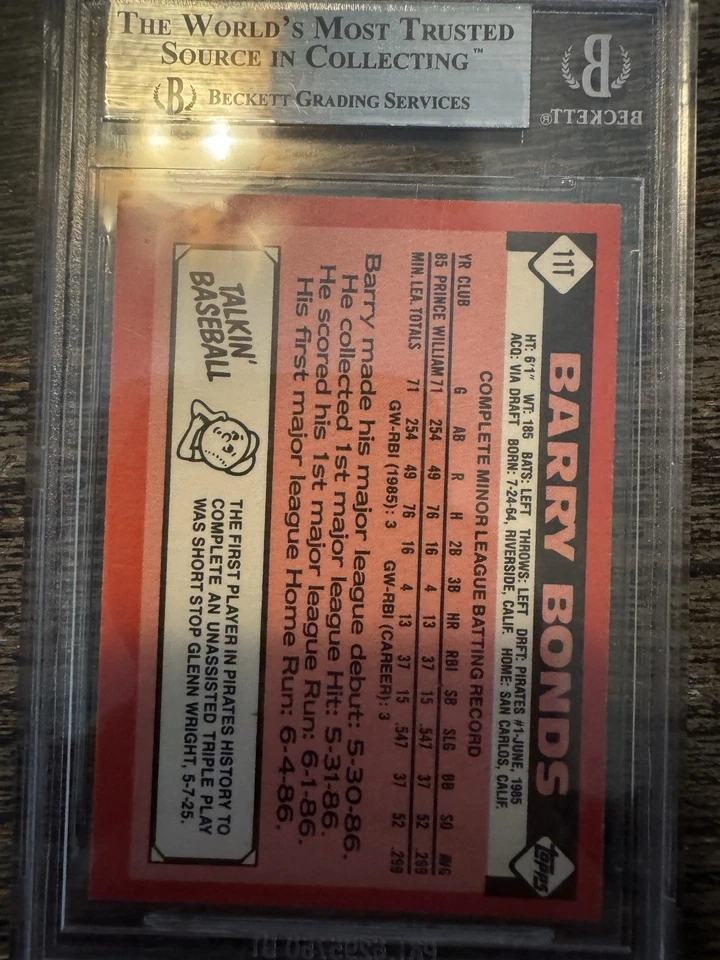 THE WORLD'S MOST TRUSTED
SOURCE IN COLLECTING™
B BECKETT GRADING SERVICES
B
BECKETT®
11T
BARRY BONDS
topps
HT: 6'1" WT: 185 BATS: LEFT THROWS: LEFT DRFT: PIRATES #1-JUNE, 1985
ACQ: VIA DRAFT BORN: 7-24-64, RIVERSIDE, CALIF. HOME: SAN CARLOS, CALIF.
COMPLETE MINOR LEAGUE BATTING RECORD
YR CLUB G AB R H 2B 3B HR RBI SB SLG BB SO AVG
85 PRINCE WILLIAM 71 254 49 76 16 4 13 37 15 .547 37 52 .299
MIN. LEA. TOTALS 71 254 49 76 16 4 13 37 15 .547 37 52 .299
GW-RBI (1985): 3 GW-RBI (CAREER): 3
Barry made his major league debut: 5-30-86.
He collected 1st major league Hit: 5-31-86.
He scored his 1st major league Run: 6-1-86.
His first major league Home Run: 6-4-86.
TALKIN'
BASEBALL
THE FIRST PLAYER IN PIRATES HISTORY TO
COMPLETE AN UNASSISTED TRIPLE PLAY
WAS SHORT STOP GLENN WRIGHT, 5-7-25.